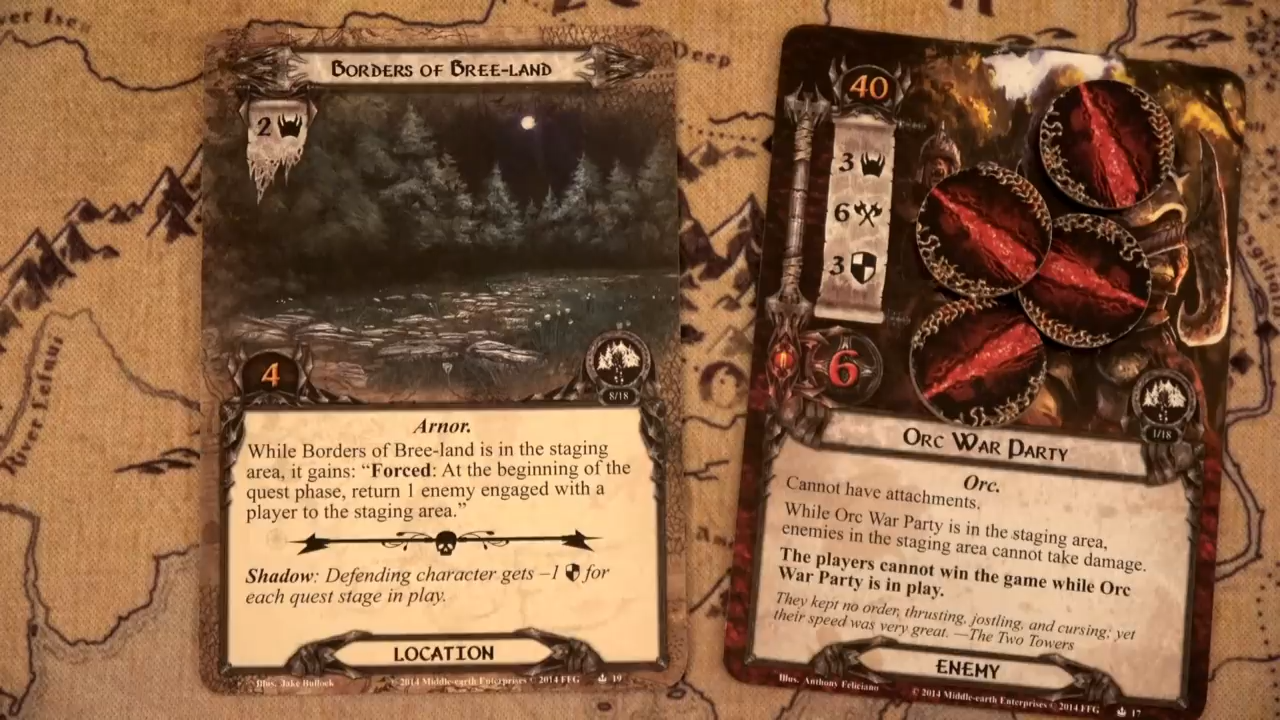 BORDERS OF BREE-LAND
2
4
8/18
Arnor.
While Borders of Bree-land is in the staging
area, it gains: “Forced: At the beginning of the
quest phase, return 1 enemy engaged with a
player to the staging area.”
Shadow: Defending character gets –1 for
each quest stage in play.
LOCATION
Illus. Jake Bullock
© 2014 Middle-earth Enterprises © 2014 FFG
19
40
3
6
3
6
1/18
ORC WAR PARTY
Orc.
Cannot have attachments.
While Orc War Party is in the staging area,
enemies in the staging area cannot take damage.
The players cannot win the game while Orc
War Party is in play.
They kept no order, thrusting, jostling, and cursing; yet
their speed was very great. —The Two Towers
ENEMY
Illus. Anthony Feliciano
© 2014 Middle-earth Enterprises © 2014 FFG
17
Deep
River Lefnui